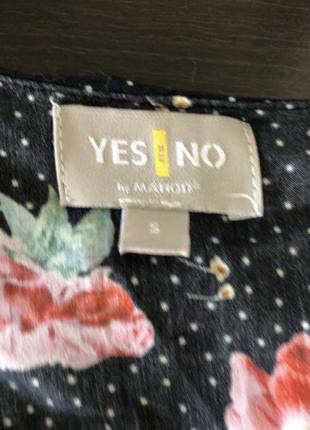 YES NO
by MANOR®
S